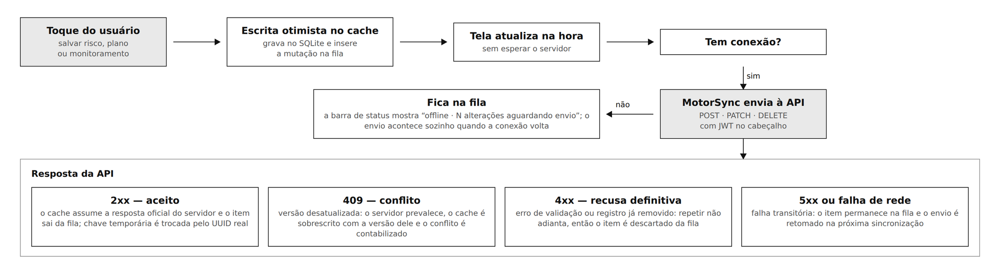 Toque do usuário
salvar risco, plano
ou monitoramento
Escrita otimista no cache
grava no SQLite e insere
a mutação na fila
Tela atualiza na hora
sem esperar o servidor
Tem conexão?
sim
Fica na fila
a barra de status mostra “offline · N alterações aguardando envio”; o
envio acontece sozinho quando a conexão volta
não
MotorSync envia à API
POST · PATCH · DELETE
com JWT no cabeçalho
Resposta da API
2xx — aceito
o cache assume a resposta oficial do servidor e o item
sai da fila; chave temporária é trocada pelo UUID real
409 — conflito
versão desatualizada: o servidor prevalece, o cache é
sobrescrito com a versão dele e o conflito é
contabilizado
4xx — recusa definitiva
erro de validação ou registro já removido: repetir não
adianta, então o item é descartado da fila
5xx ou falha de rede
falha transitória: o item permanece na fila e o envio é
retomado na próxima sincronização